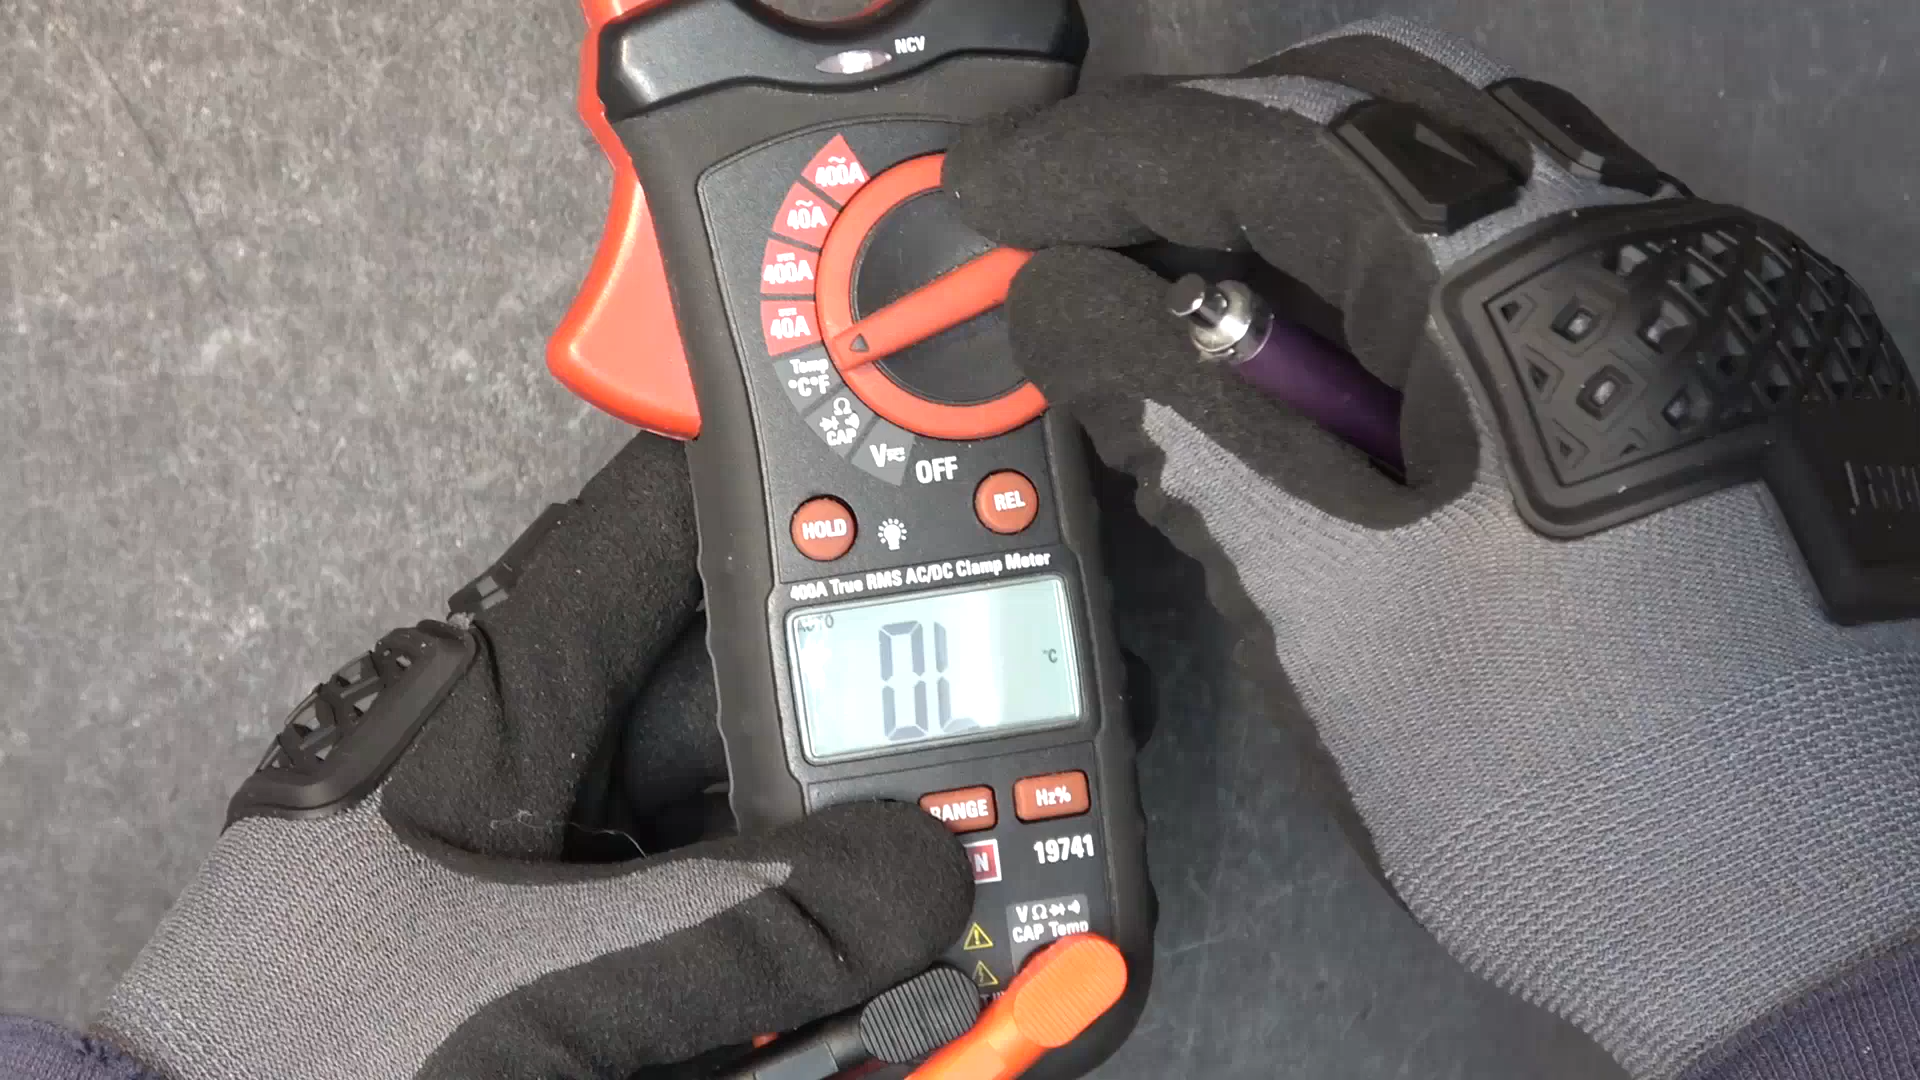 NCV
400A
40A
400A
40A
Temp
°C°F
Ω
CAP
V
OFF
HOLD
REL
400A True RMS AC/DC Clamp Meter
AUTO
OL
°C
RANGE
Hz%
N
19741
V Ω
CAP Temp